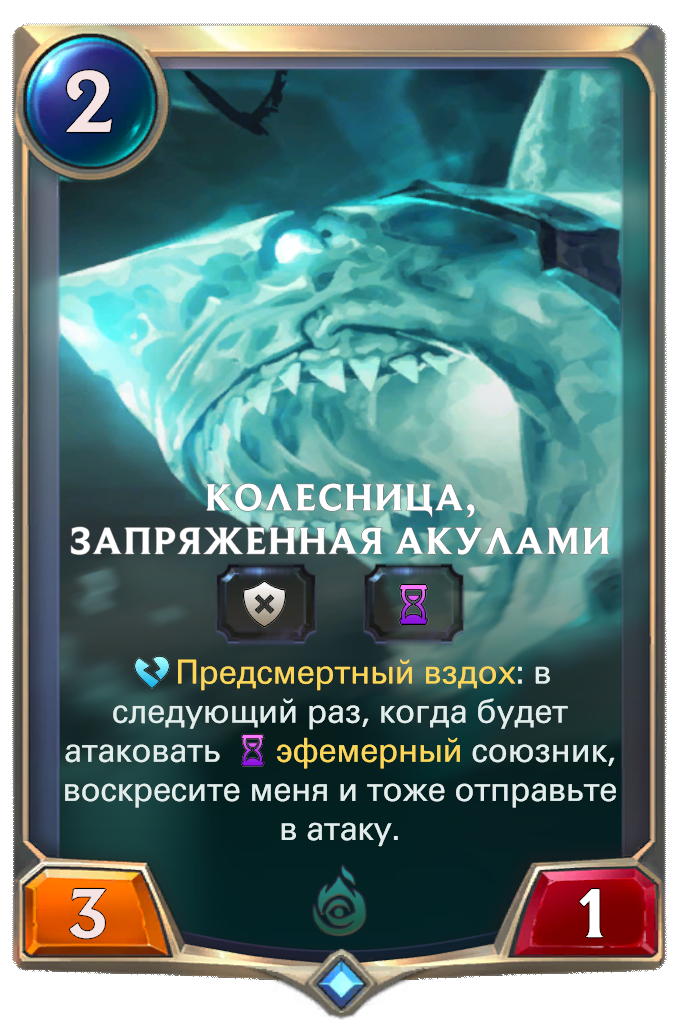 2
КОЛЕСНИЦА,
ЗАПРЯЖЕННАЯ АКУЛАМИ
Предсмертный вздох: в
следующий раз, когда будет
атаковать эфемерный союзник,
воскресите меня и тоже отправьте
в атаку.
3
1